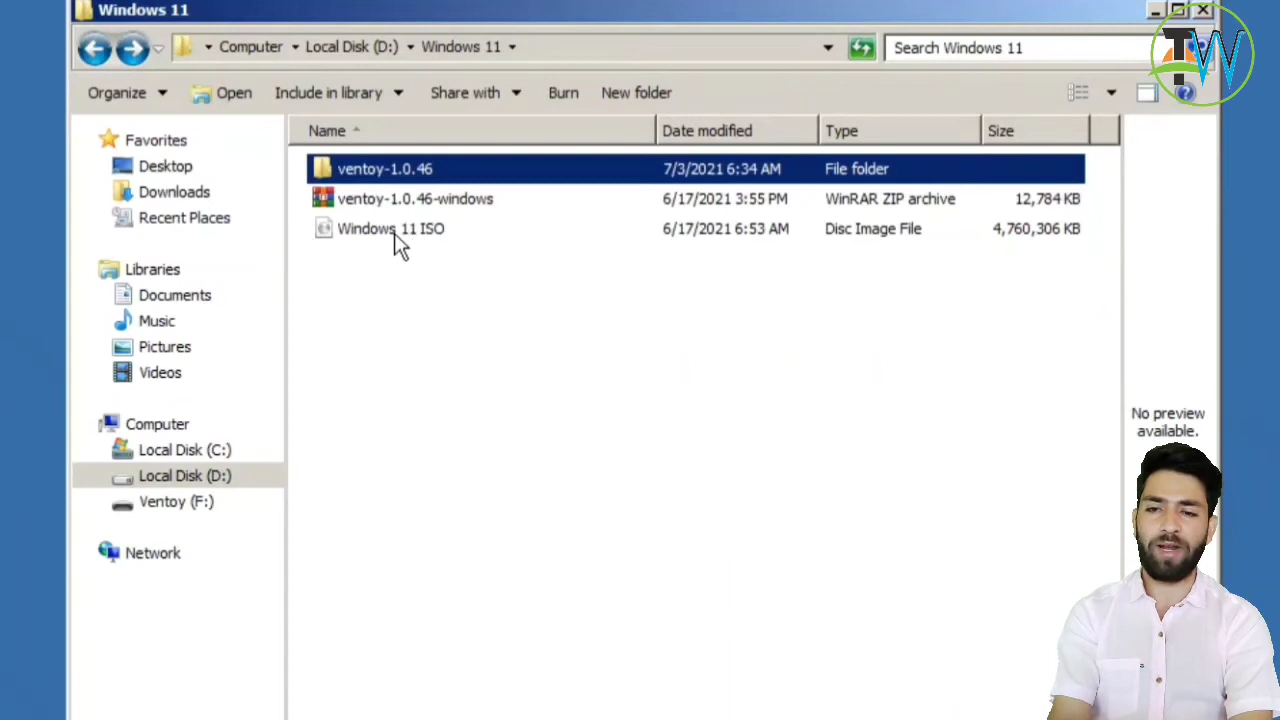 Windows 11
Computer Local Disk (D:) Windows 11
Search Windows 11
TW
Organize Open Include in library Share with Burn New folder
Name Date modified Type Size
ventoy-1.0.46 7/3/2021 6:34 AM File folder
ventoy-1.0.46-windows 6/17/2021 3:55 PM WinRAR ZIP archive 12,784 KB
Windows 11 ISO 6/17/2021 6:53 AM Disc Image File 4,760,306 KB
Favorites
Desktop
Downloads
Recent Places
Libraries
Documents
Music
Pictures
Videos
Computer
Local Disk (C:)
Local Disk (D:)
Ventoy (F:)
Network
No preview
available.